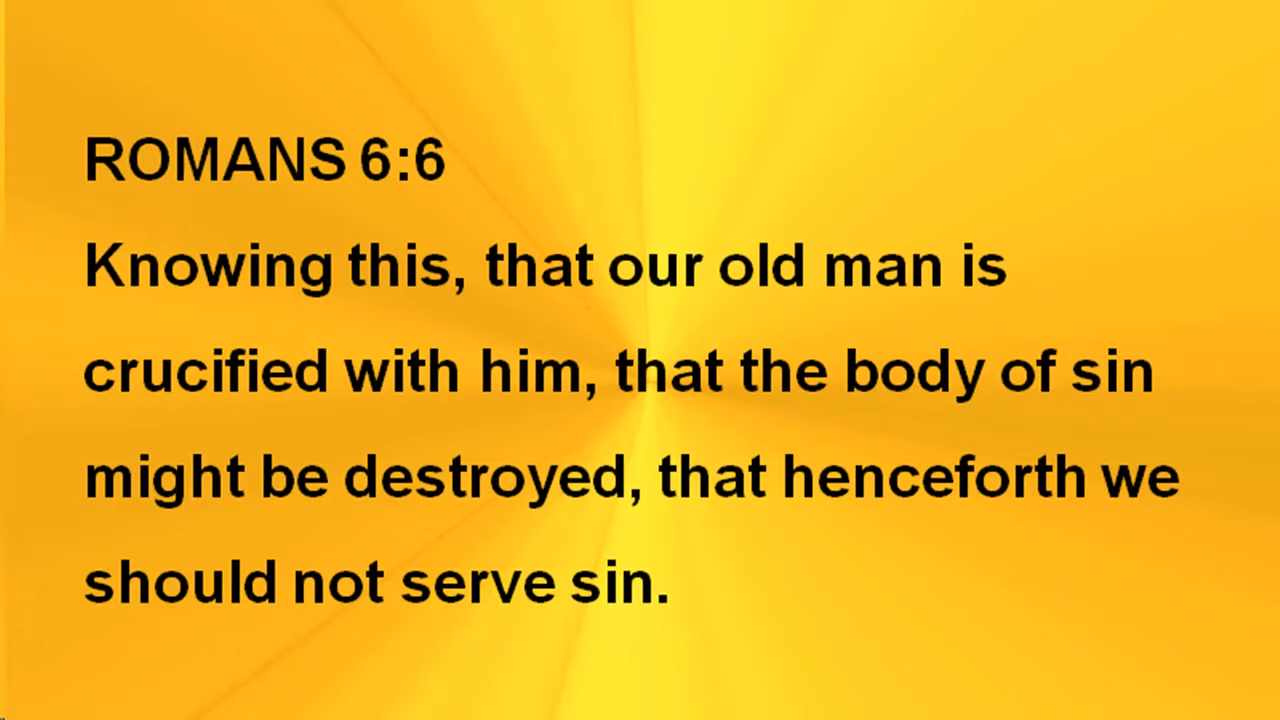 ROMANS 6:6
Knowing this, that our old man is
crucified with him, that the body of sin
might be destroyed, that henceforth we
should not serve sin.